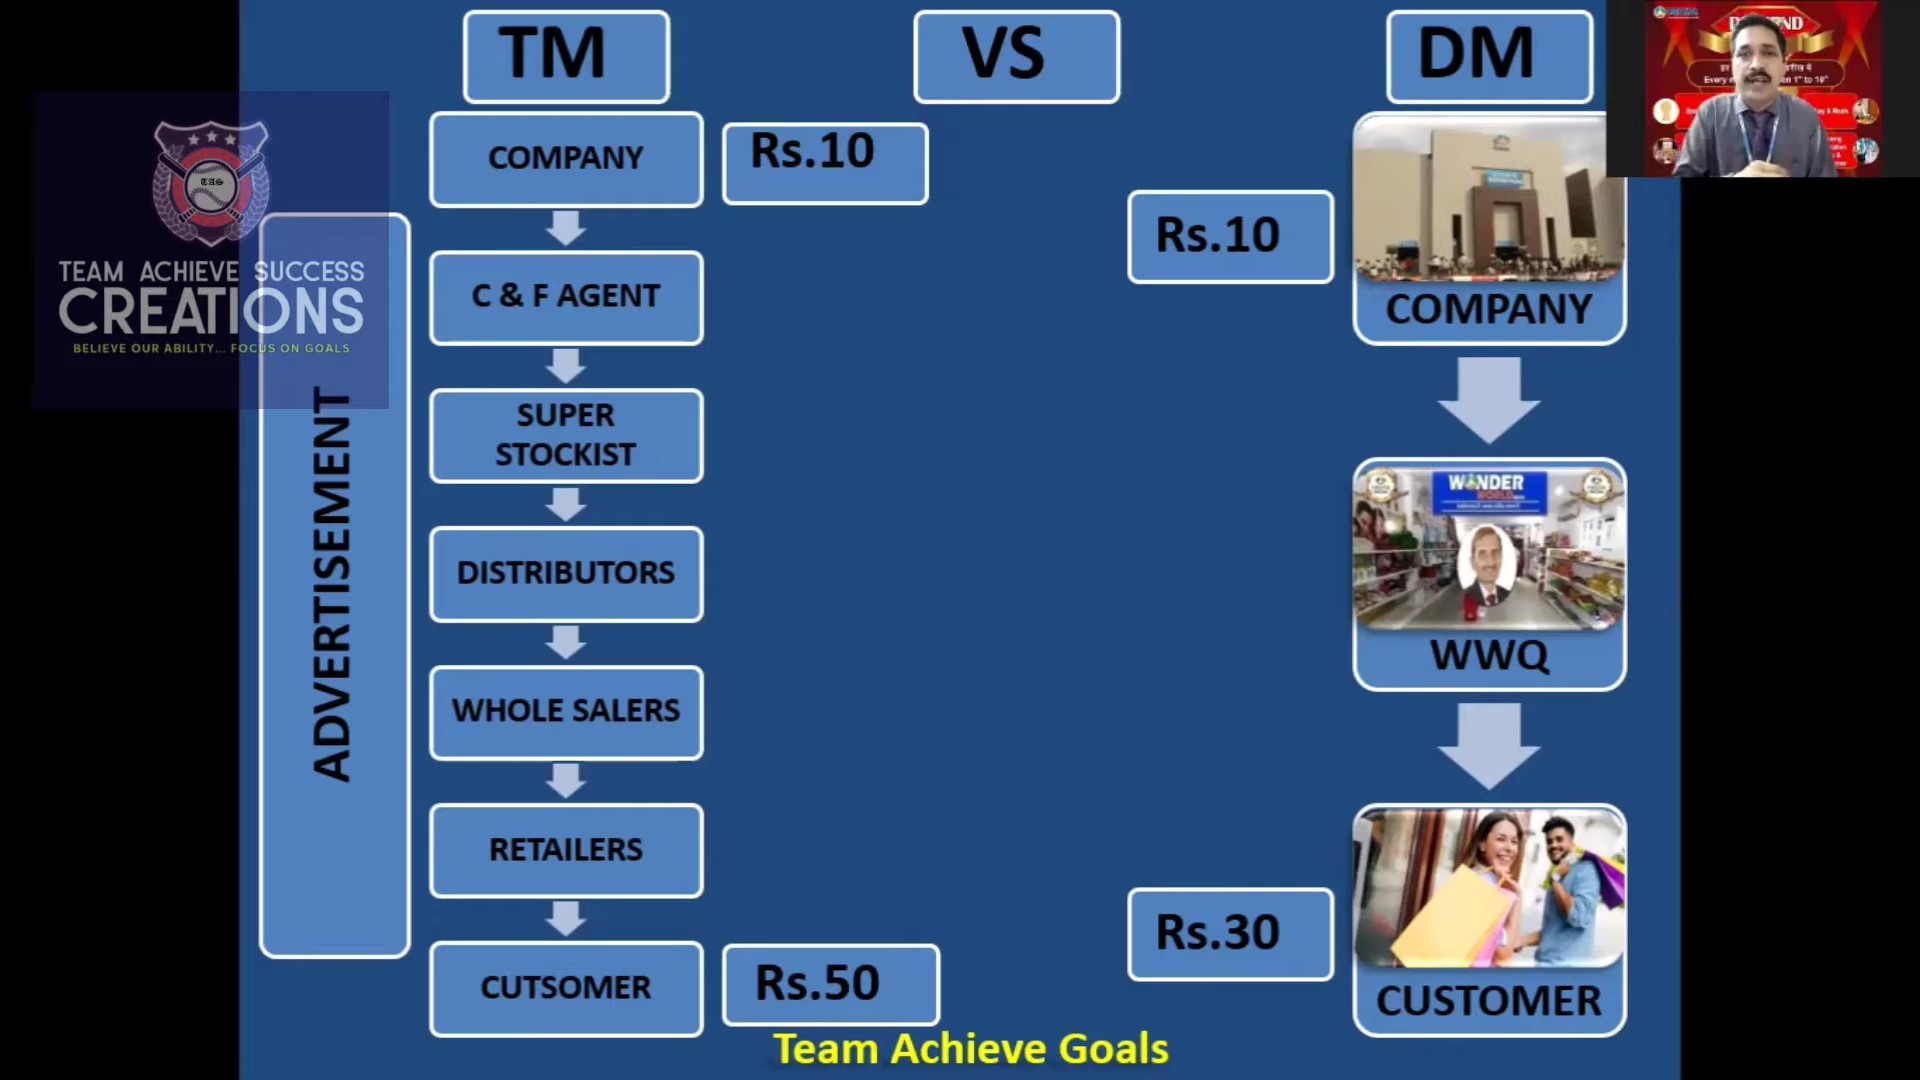 TM
VS
DM
COMPANY
Rs.10
C & F AGENT
SUPER
STOCKIST
DISTRIBUTORS
WHOLE SALERS
RETAILERS
CUTSOMER
Rs.50
ADVERTISEMENT
TAS
TEAM ACHIEVE SUCCESS
CREATIONS
BELIEVE OUR ABILITY... FOCUS ON GOALS
Rs.10
COMPANY
WONDER
WORLD
WWQ
Rs.30
CUSTOMER
Team Achieve Goals